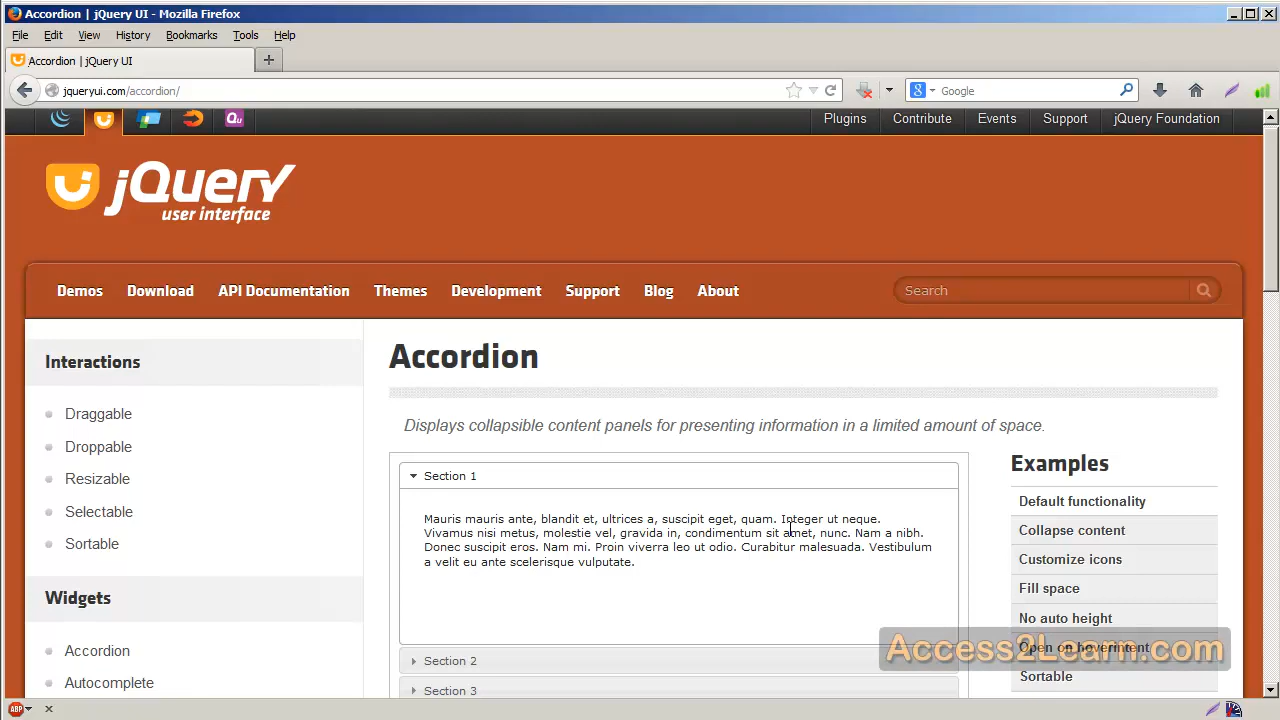 Accordion | jQuery UI - Mozilla Firefox
File Edit View History Bookmarks Tools Help
Accordion | jQuery UI
jqueryui.com/accordion/
Google
Qu
Plugins Contribute Events Support jQuery Foundation
jQuery
user interface
Demos Download API Documentation Themes Development Support Blog About
Search
Interactions
Draggable
Droppable
Resizable
Selectable
Sortable
Widgets
Accordion
Autocomplete
Accordion
Displays collapsible content panels for presenting information in a limited amount of space.
Section 1
Mauris mauris ante, blandit et, ultrices a, suscipit eget, quam. Integer ut neque.
Vivamus nisi metus, molestie vel, gravida in, condimentum sit amet, nunc. Nam a nibh.
Donec suscipit eros. Nam mi. Proin viverra leo ut odio. Curabitur malesuada. Vestibulum
a velit eu ante scelerisque vulputate.
Section 2
Section 3
Examples
Default functionality
Collapse content
Customize icons
Fill space
No auto height
Open on hoverintent
Sortable
Access2Learn.com
ABP